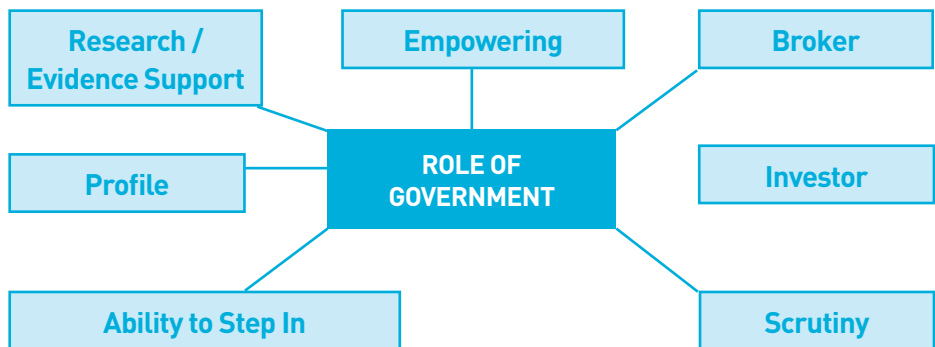 Research /
Evidence Support
Empowering
Broker
Profile
ROLE OF
GOVERNMENT
Investor
Ability to Step In
Scrutiny